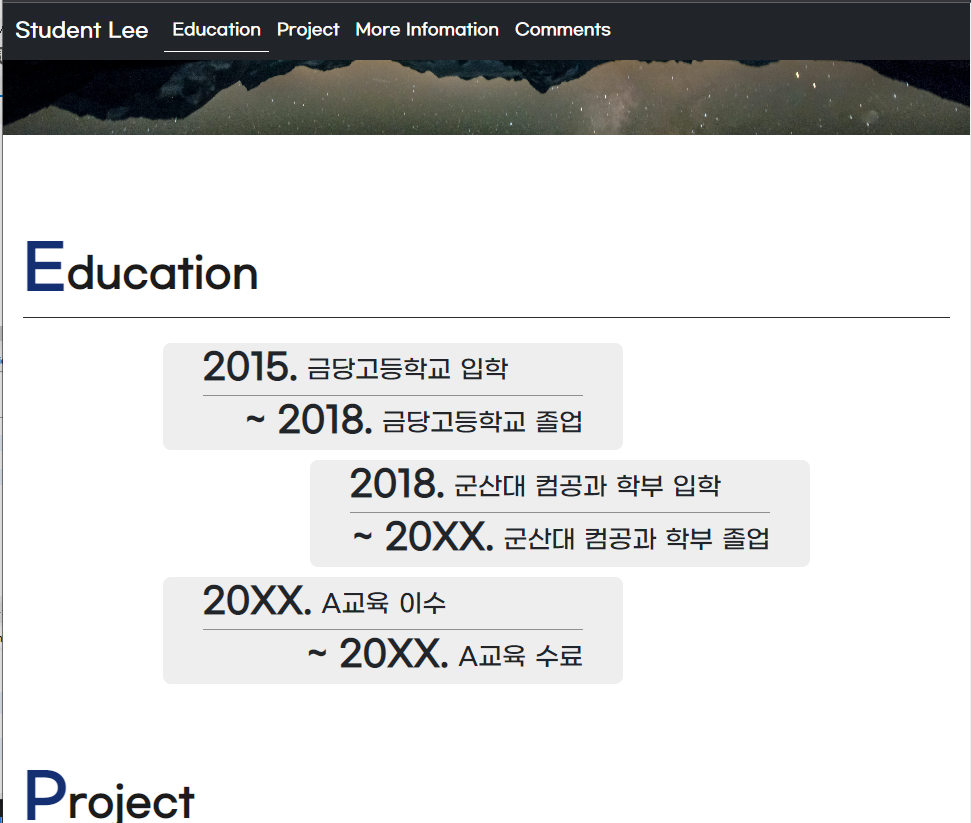 Student Lee Education Project More Infomation Comments
Education
2015. 금당고등학교 입학
~ 2018. 금당고등학교 졸업
2018. 군산대 컴공과 학부 입학
~ 20XX. 군산대 컴공과 학부 졸업
20XX. A교육 이수
~ 20XX. A교육 수료
Project